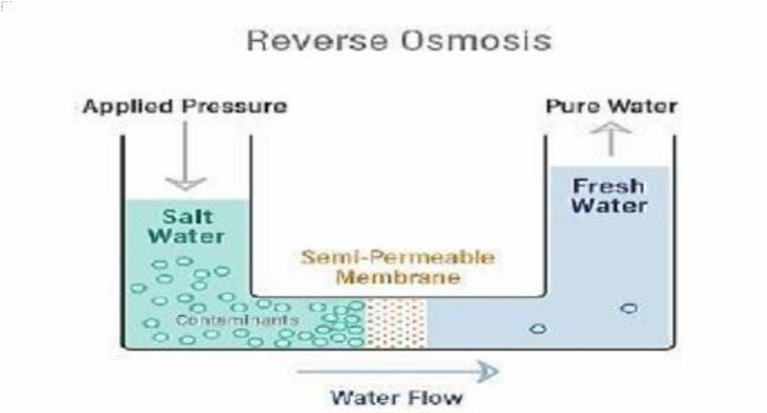 Reverse Osmosis
Applied Pressure
Pure Water
Salt
Water
Fresh
Water
Semi-Permeable
Membrane
Contaminants
Water Flow